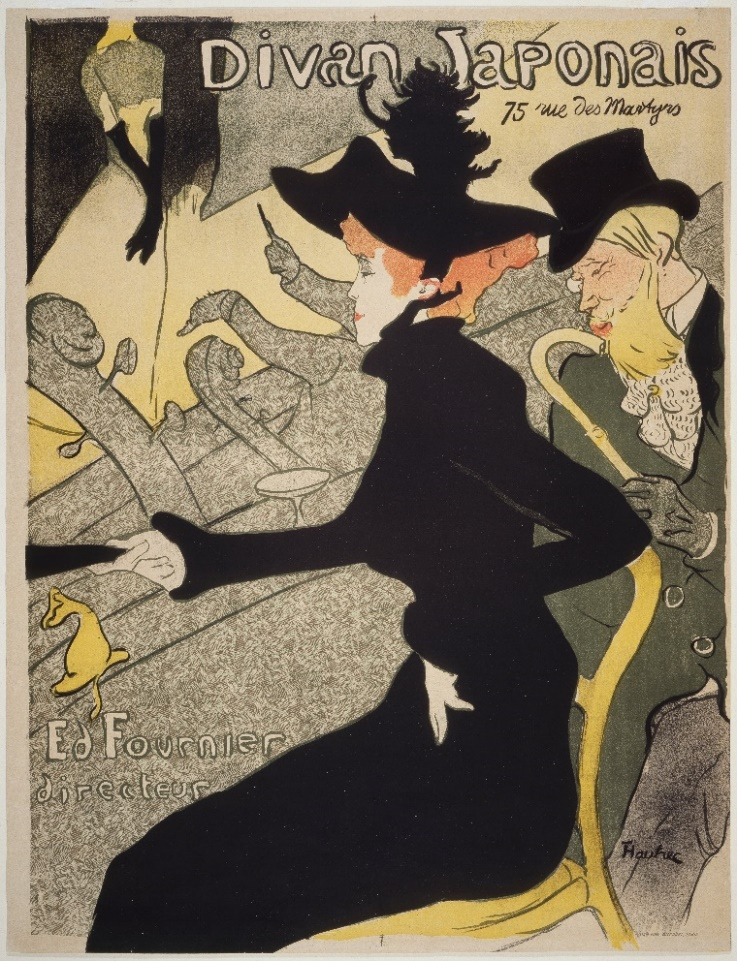 Divan Japonais
75 rue des Martyrs
Ed Fournier
directeur
HTLautrec